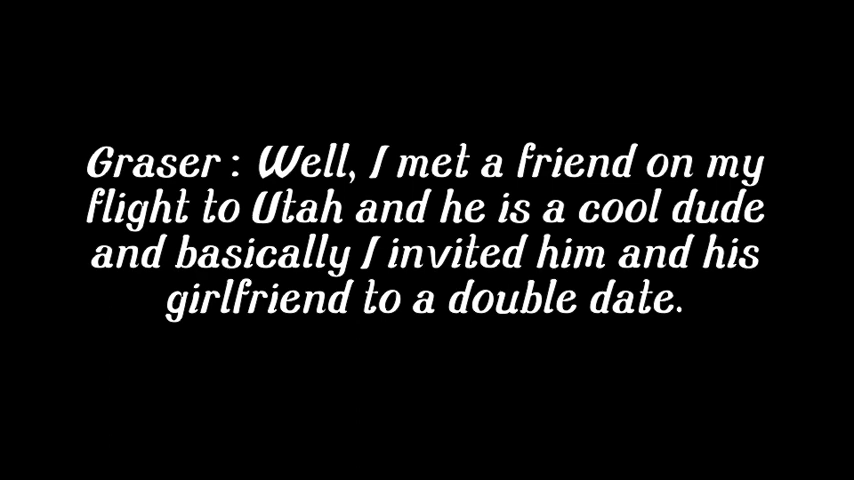 Graser : Well, I met a friend on my
flight to Utah and he is a cool dude
and basically I invited him and his
girlfriend to a double date.